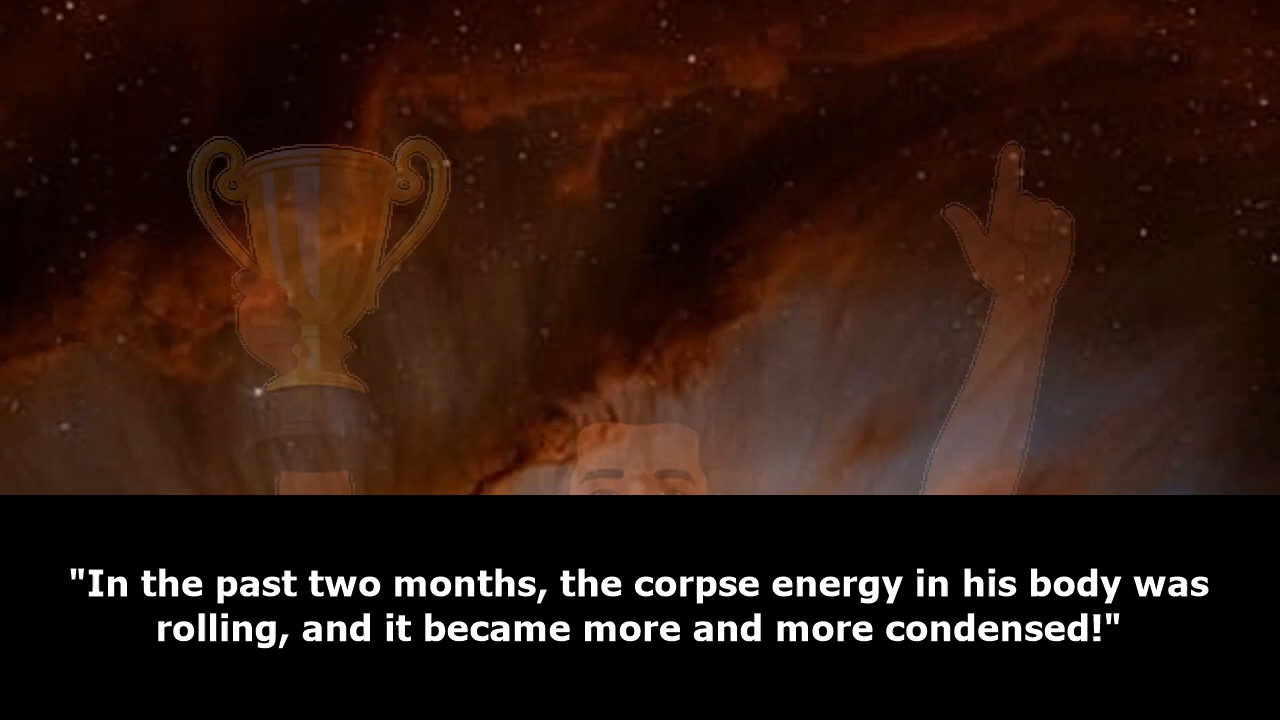 "In the past two months, the corpse energy in his body was
rolling, and it became more and more condensed!"